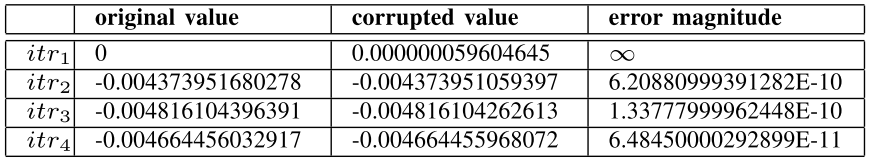 original value corrupted value error magnitude
itr1 0 0.000000059604645 ∞
itr2 -0.004373951680278 -0.004373951059397 6.20880999391282E-10
itr3 -0.004816104396391 -0.004816104262613 1.33777999962448E-10
itr4 -0.004664456032917 -0.004664455968072 6.48450000292899E-11